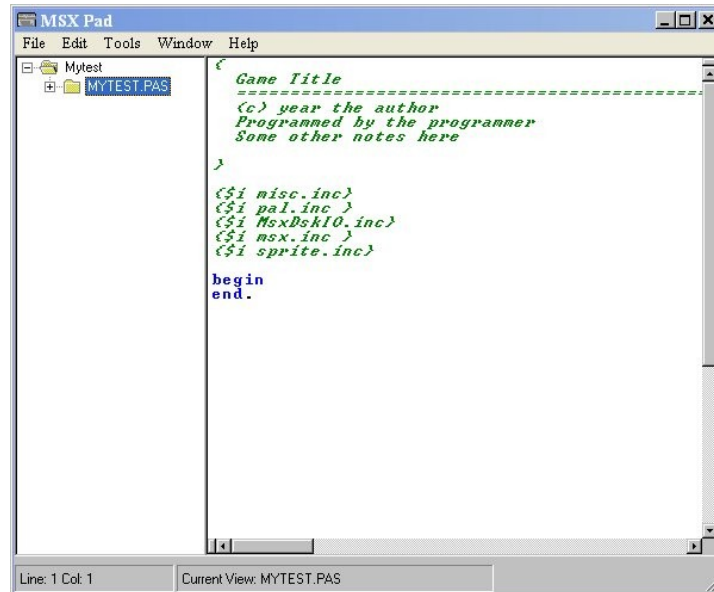 MSX Pad
File Edit Tools Window Help
Mytest
MYTEST.PAS
{
Game Title
=============================================
(c) year the author
Programmed by the programmer
Some other notes here
}
{$i misc.inc}
{$i pal.inc }
{$i MsxDskIO.inc}
{$i msx.inc }
{$i sprite.inc}
begin
end.
Line: 1 Col: 1
Current View: MYTEST.PAS